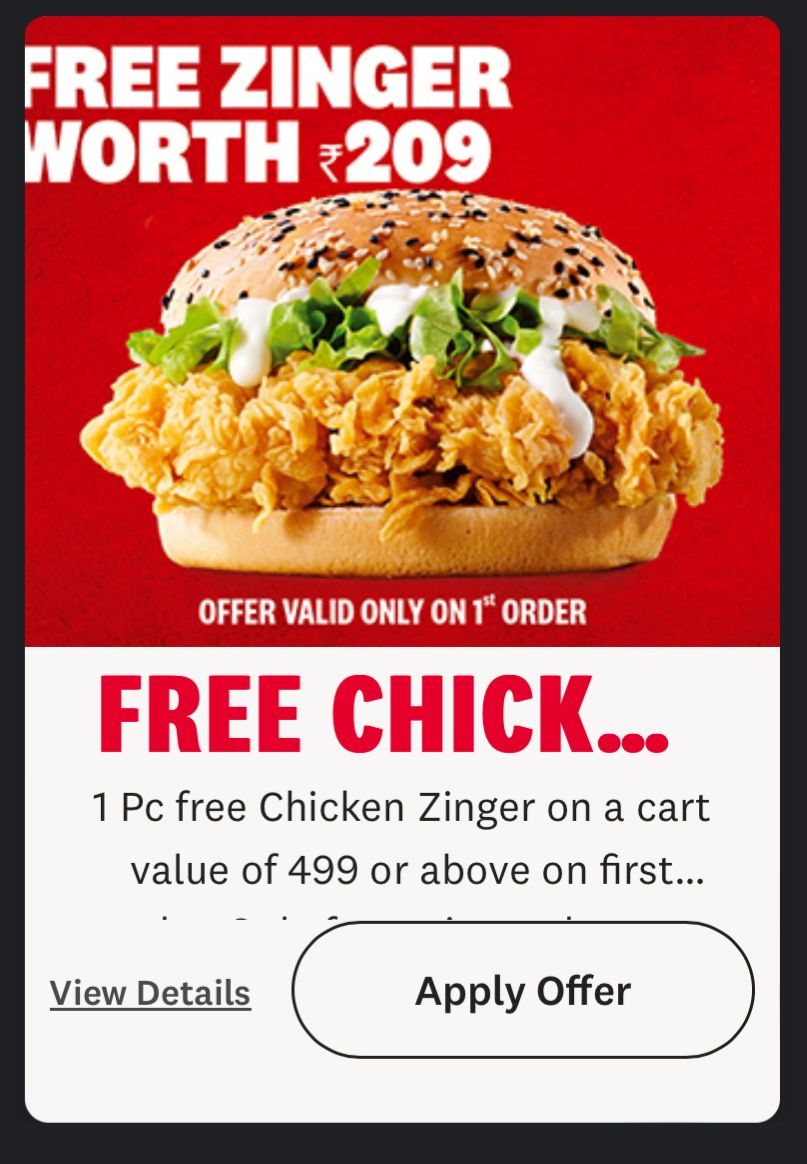 FREE ZINGER
WORTH ₹209
OFFER VALID ONLY ON 1st ORDER
FREE CHICK...
1 Pc free Chicken Zinger on a cart
value of 499 or above on first...
View Details
Apply Offer